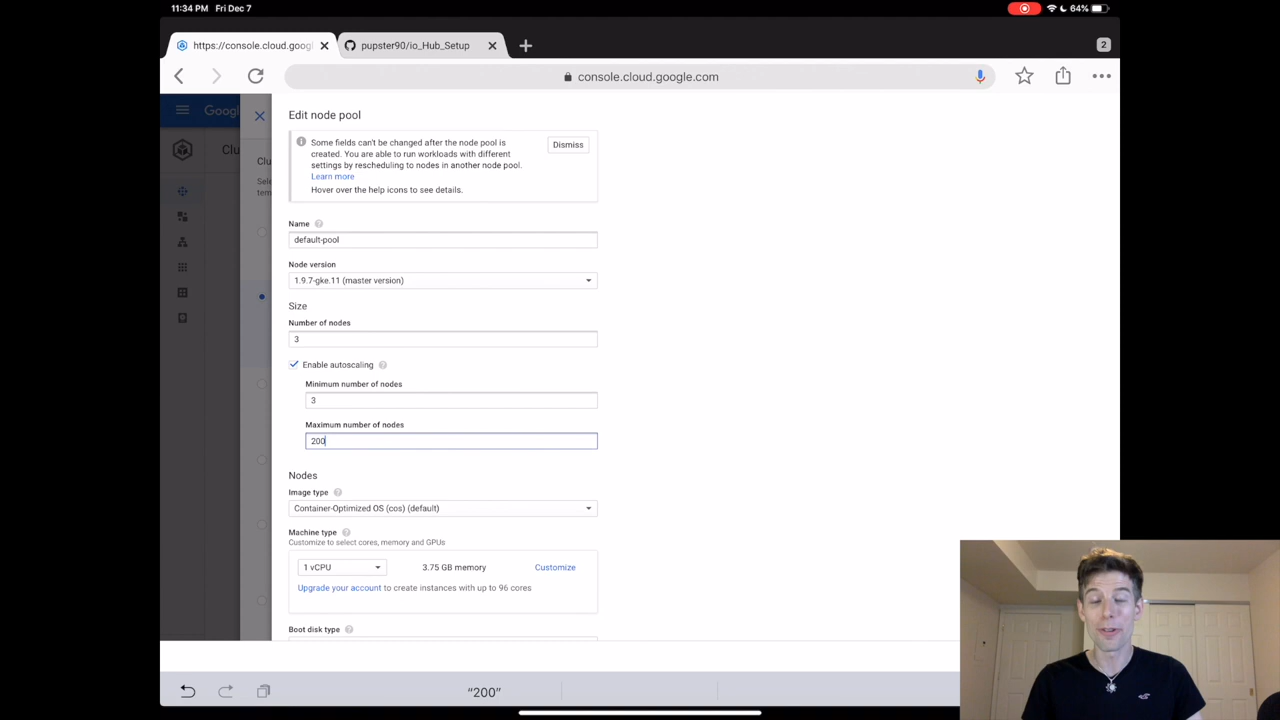 11:34 PM Fri Dec 7
64%
https://console.cloud.goog
pupster90/io_Hub_Setup
2
console.cloud.google.com
Goog
Clu
Edit node pool
Some fields can't be changed after the node pool is
created. You are able to run workloads with different
settings by rescheduling to nodes in another node pool.
Learn more
Hover over the help icons to see details.
Dismiss
Clu
Sele
tem
Name
default-pool
Node version
1.9.7-gke.11 (master version)
Size
Number of nodes
3
Enable autoscaling
Minimum number of nodes
3
Maximum number of nodes
200
Nodes
Image type
Container-Optimized OS (cos) (default)
Machine type
Customize to select cores, memory and GPUs
1 vCPU
3.75 GB memory
Customize
Upgrade your account to create instances with up to 96 cores
Boot disk type
“200”